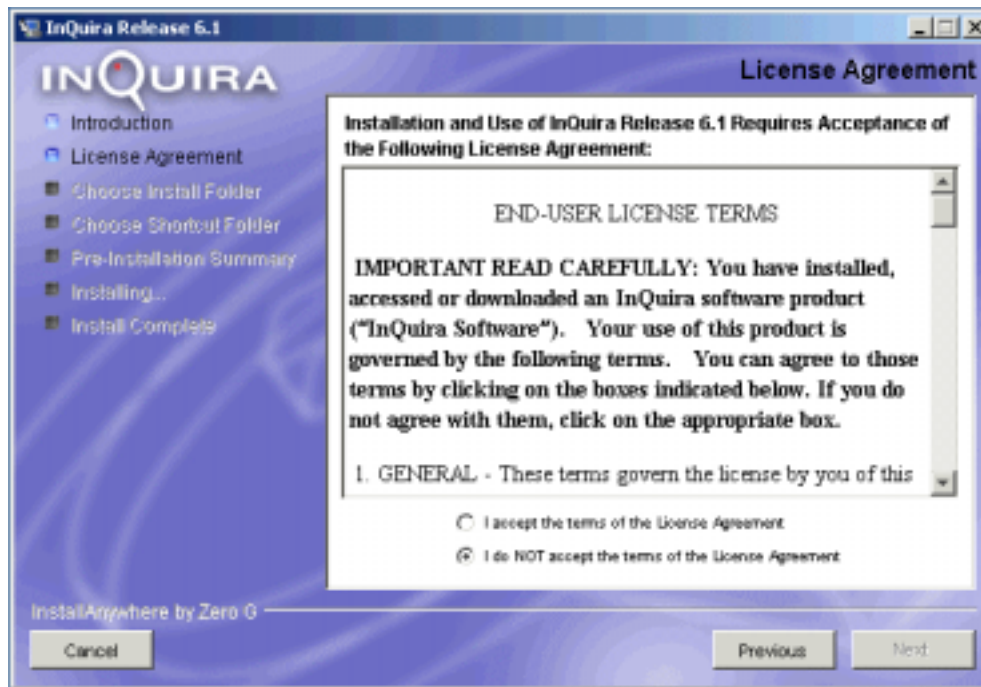 InQuira Release 6.1
INQUIRA
License Agreement
Introduction
License Agreement
Choose Install Folder
Choose Shortcut Folder
Pre-Installation Summary
Installing...
Install Complete
Installation and Use of InQuira Release 6.1 Requires Acceptance of
the Following License Agreement:
END-USER LICENSE TERMS
IMPORTANT READ CAREFULLY: You have installed,
accessed or downloaded an InQuira software product
("InQuira Software"). Your use of this product is
governed by the following terms. You can agree to those
terms by clicking on the boxes indicated below. If you do
not agree with them, click on the appropriate box.
1. GENERAL - These terms govern the license by you of this
I accept the terms of the License Agreement
I do NOT accept the terms of the License Agreement
InstallAnywhere by Zero G
Cancel
Previous
Next